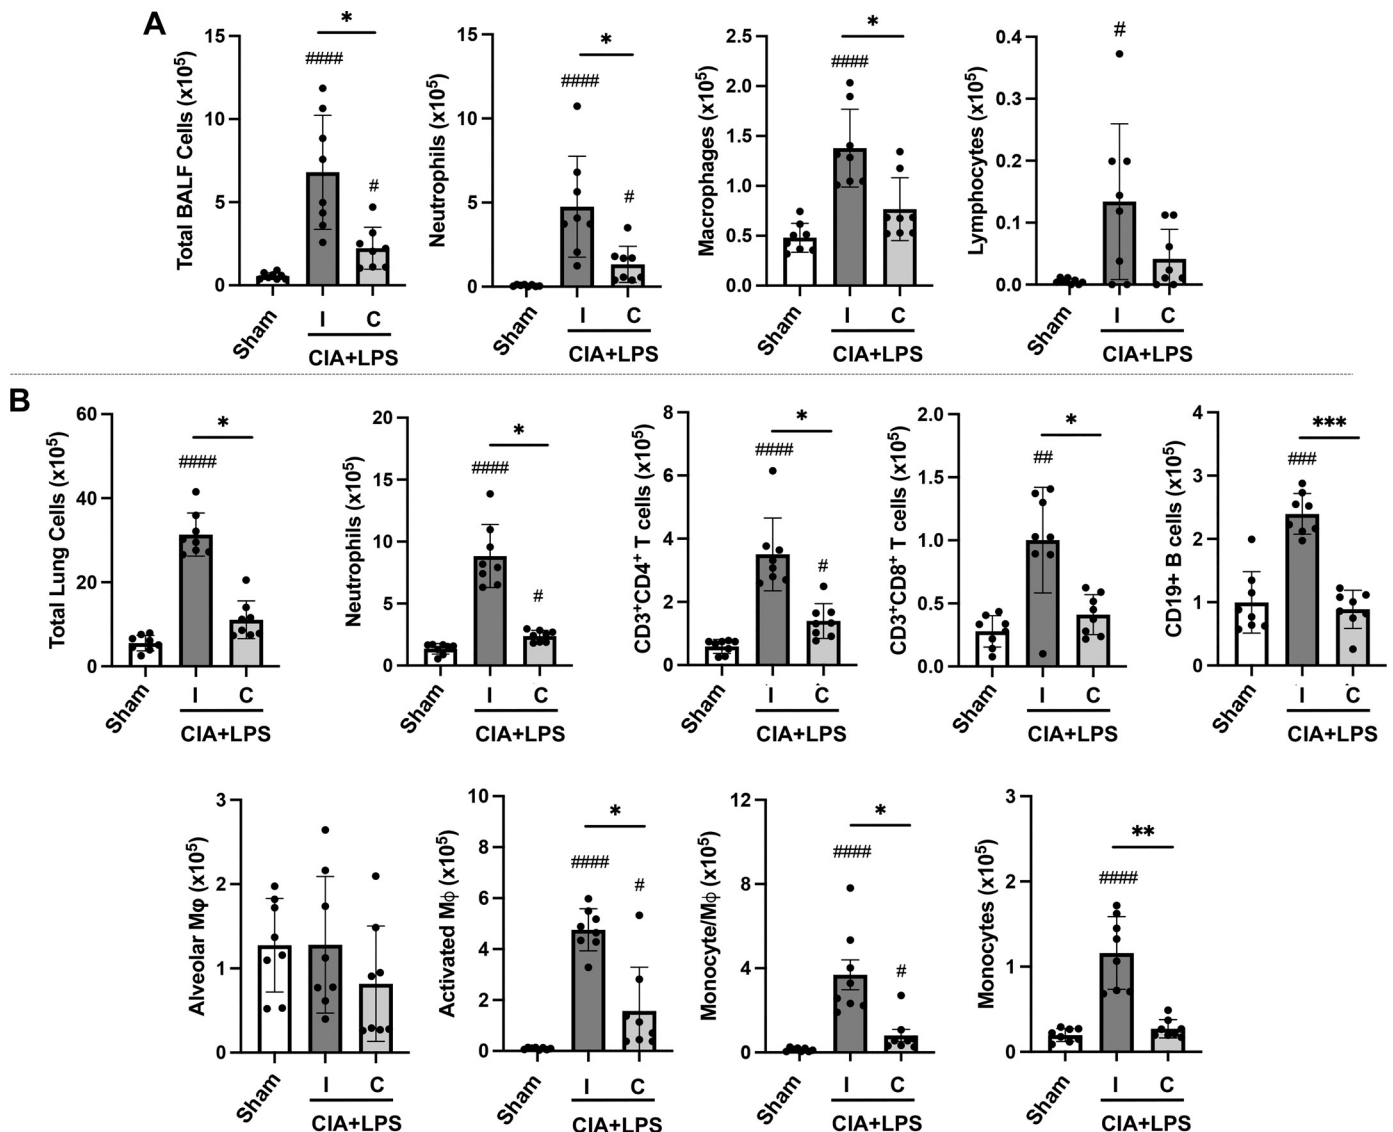 A
Total BALF Cells (x10⁵)
15
10
5
0
####
*
#
Sham
I
C
CIA+LPS
Neutrophils (x10⁵)
15
10
5
0
####
*
#
Sham
I
C
CIA+LPS
Macrophages (x10⁵)
2.5
2.0
1.5
1.0
0.5
0.0
####
*
Sham
I
C
CIA+LPS
Lymphocytes (x10⁵)
0.4
0.3
0.2
0.1
0.0
#
Sham
I
C
CIA+LPS
B
Total Lung Cells (x10⁵)
60
40
20
0
####
*
Sham
I
C
CIA+LPS
Neutrophils (x10⁵)
20
15
10
5
0
####
*
#
Sham
I
C
CIA+LPS
CD3⁺CD4⁺ T cells (x10⁵)
8
6
4
2
0
####
*
#
Sham
I
C
CIA+LPS
CD3⁺CD8⁺ T cells (x10⁵)
2.0
1.5
1.0
0.5
0.0
##
*
Sham
I
C
CIA+LPS
CD19+ B cells (x10⁵)
4
3
2
1
0
###
***
Sham
I
C
CIA+LPS
Alveolar Mφ (x10⁵)
3
2
1
0
Sham
I
C
CIA+LPS
Activated Mϕ (x10⁵)
10
8
6
4
2
0
####
*
#
Sham
I
C
CIA+LPS
Monocyte/Mϕ (x10⁵)
12
8
4
0
####
*
#
Sham
I
C
CIA+LPS
Monocytes (x10⁵)
3
2
1
0
####
**
Sham
I
C
CIA+LPS